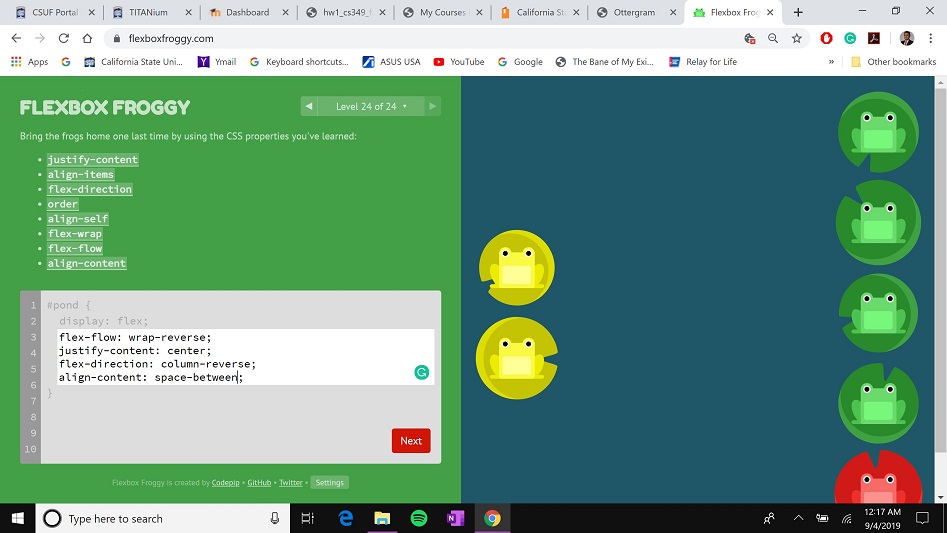 CSUF Portal
TITANium
Dashboard
hw1_cs349_f
My Courses
California St
Ottergram
Flexbox Frog
flexboxfroggy.com
Apps
California State Uni...
Ymail
Keyboard shortcuts...
ASUS USA
YouTube
Google
The Bane of My Exi...
Relay for Life
»
Other bookmarks
FLEXBOX FROGGY
Level 24 of 24
Bring the frogs home one last time by using the CSS properties you've learned:
• justify-content
• align-items
• flex-direction
• order
• align-self
• flex-wrap
• flex-flow
• align-content
1 #pond {
2 display: flex;
3 flex-flow: wrap-reverse;
4 justify-content: center;
5 flex-direction: column-reverse;
6 align-content: space-between;
7 }
8
9
10
Next
Flexbox Froggy is created by Codepip • GitHub • Twitter • Settings
Type here to search
12:17 AM
9/4/2019